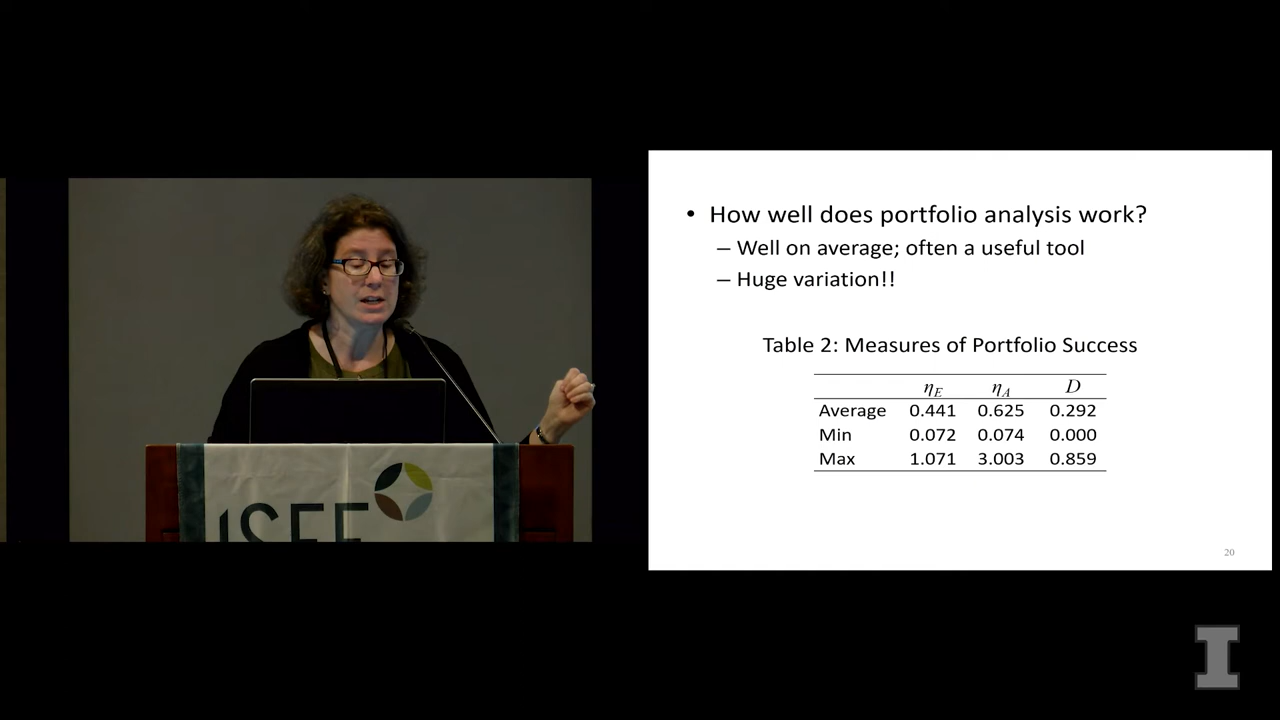 • How well does portfolio analysis work?
– Well on average; often a useful tool
– Huge variation!!
Table 2: Measures of Portfolio Success
η_E η_A D
Average 0.441 0.625 0.292
Min 0.072 0.074 0.000
Max 1.071 3.003 0.859
20
ISEE
I